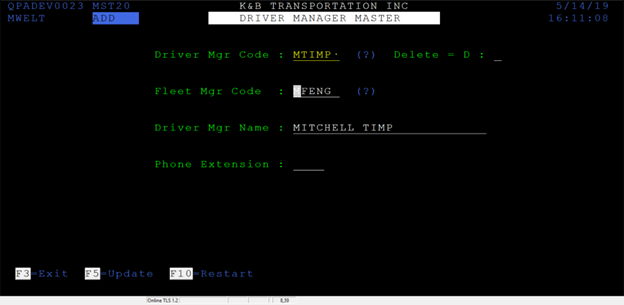 QPADEV0023 MST20 K&B TRANSPORTATION INC 5/14/19
MWELT ADD DRIVER MANAGER MASTER 16:11:08
Driver Mgr Code : MTIMP (?) Delete = D :
Fleet Mgr Code : FENG (?)
Driver Mgr Name : MITCHELL TIMP
Phone Extension :
F3=Exit F5=Update F10=Restart
Online TLS 1.2 8,39